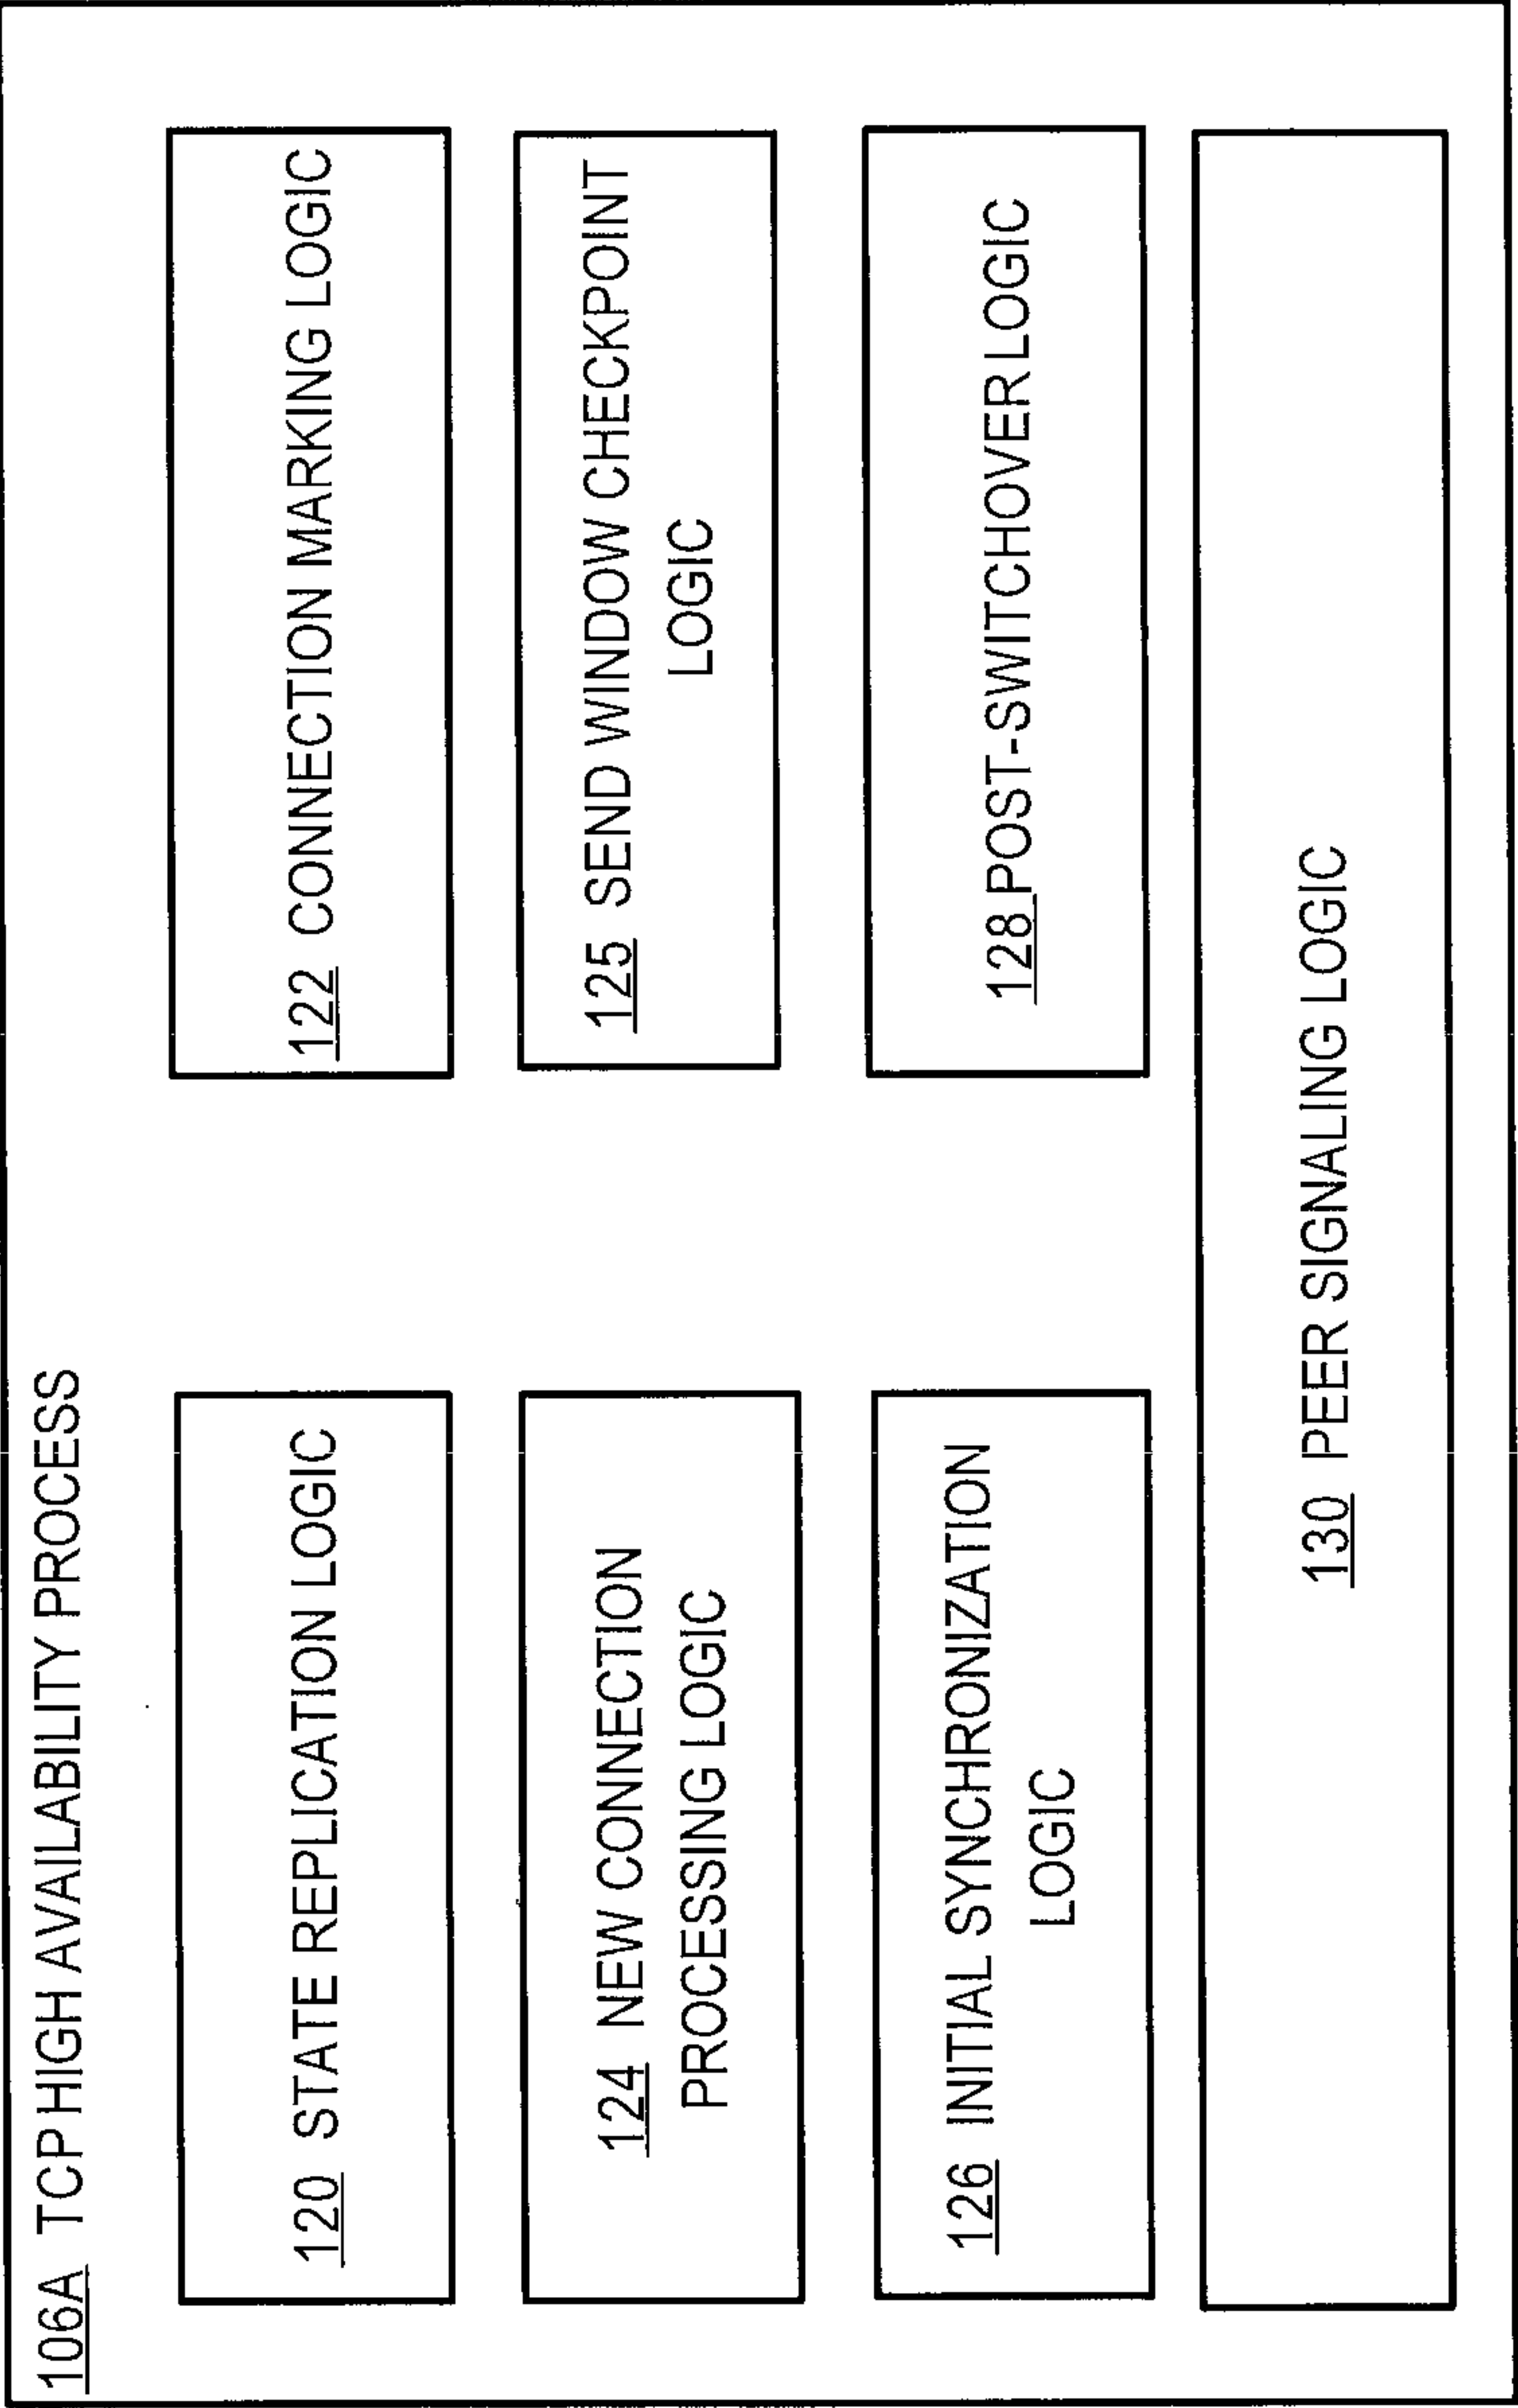 106A TCP HIGH AVAILABILITY PROCESS
120 STATE REPLICATION LOGIC
122 CONNECTION MARKING LOGIC
124 NEW CONNECTION
PROCESSING LOGIC
125 SEND WINDOW CHECKPOINT
LOGIC
126 INITIAL SYNCHRONIZATION
LOGIC
128 POST-SWITCHOVER LOGIC
130 PEER SIGNALING LOGIC